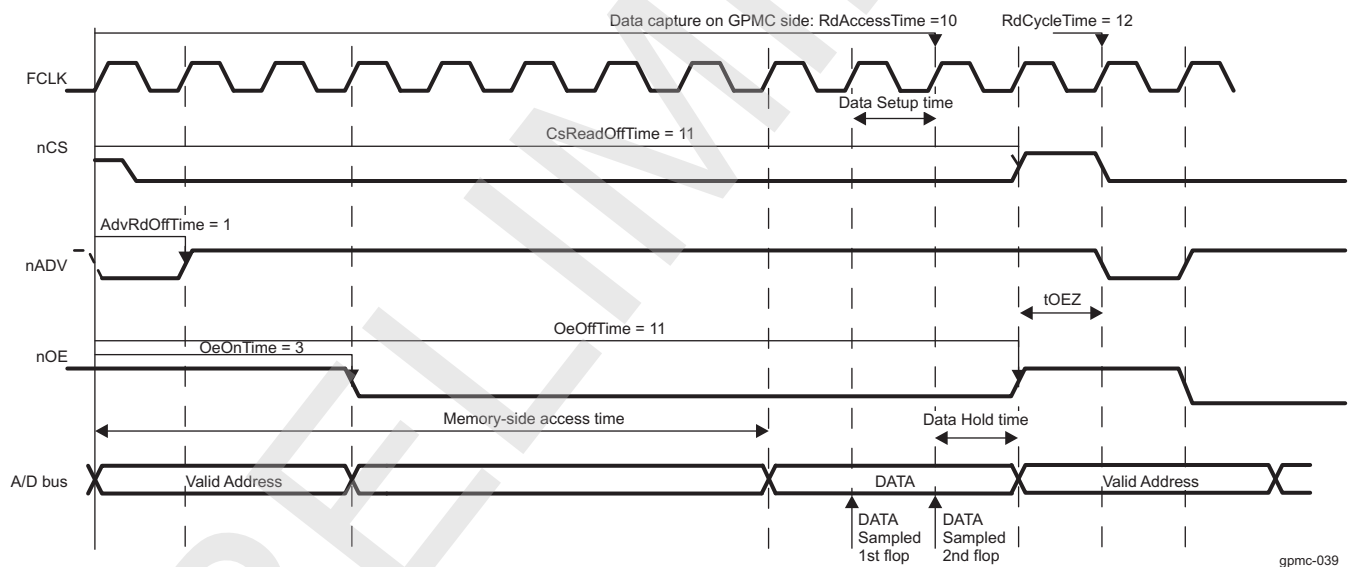 Data capture on GPMC side: RdAccessTime =10
RdCycleTime = 12
FCLK
Data Setup time
CsReadOffTime = 11
nCS
AdvRdOffTime = 1
nADV
tOEZ
OeOffTime = 11
OeOnTime = 3
nOE
Memory-side access time
Data Hold time
A/D bus
Valid Address
DATA
Valid Address
DATA
Sampled
1st flop
DATA
Sampled
2nd flop
gpmc-039